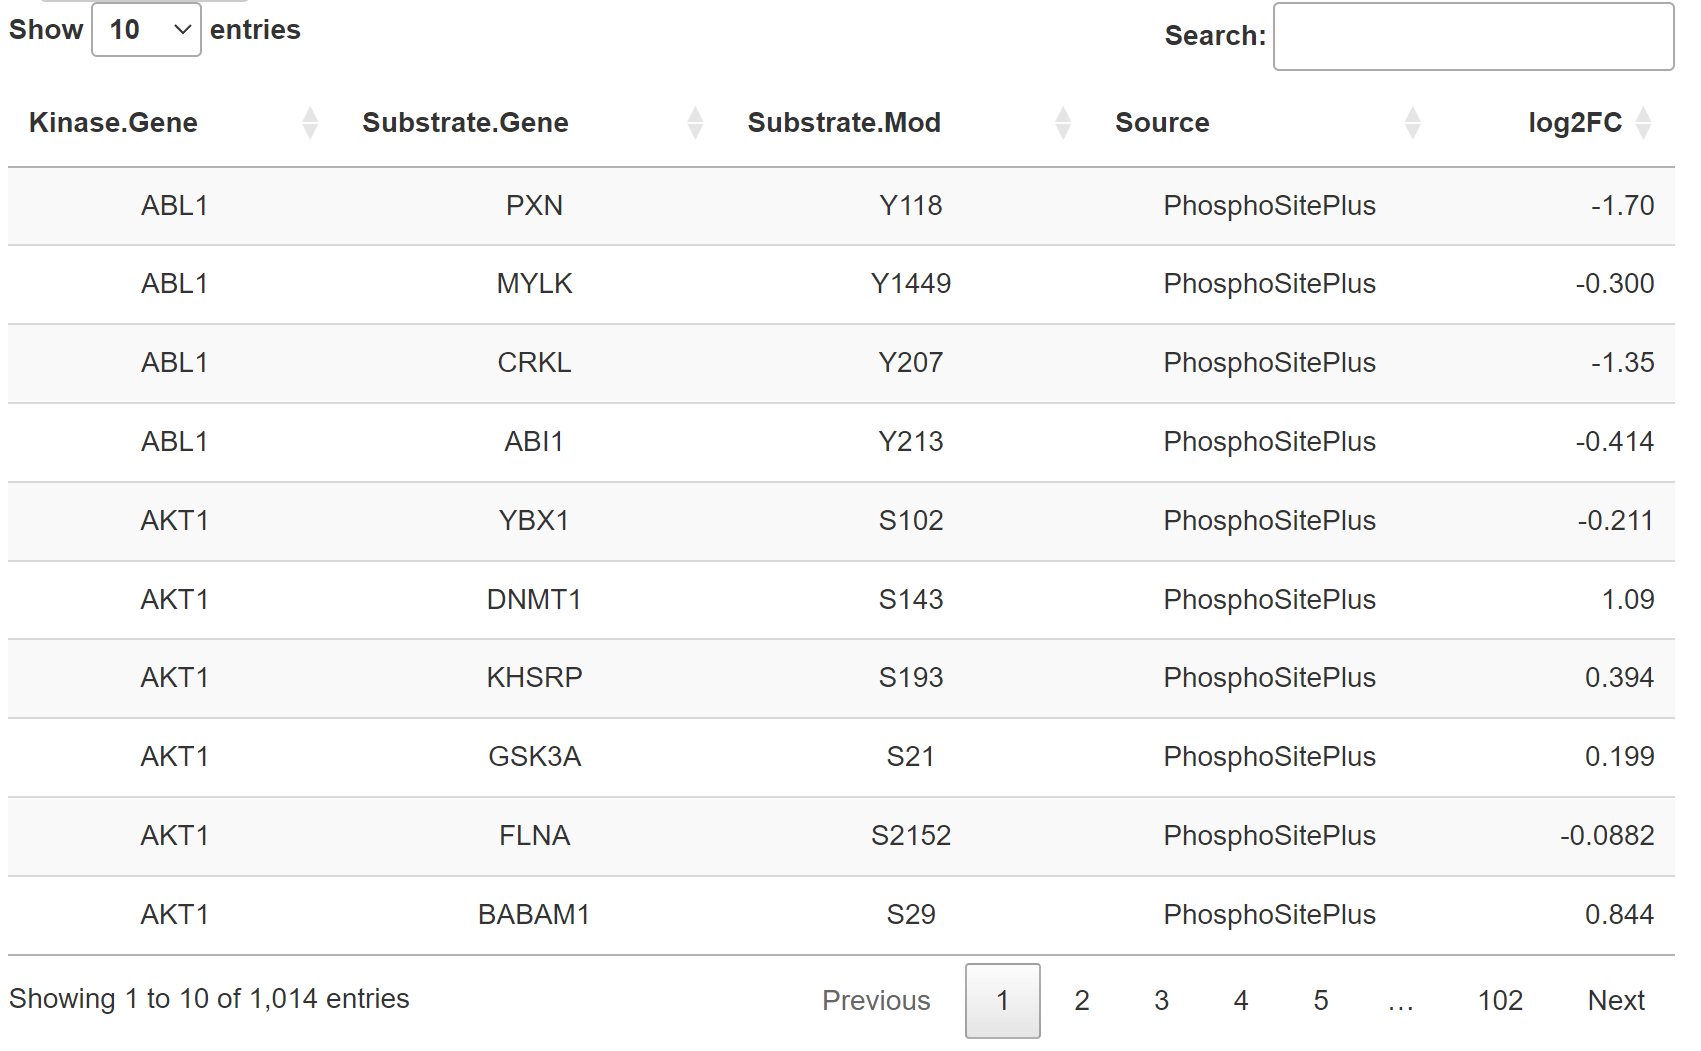 Show 10 entries Search:
Kinase.Gene Substrate.Gene Substrate.Mod Source log2FC
ABL1 PXN Y118 PhosphoSitePlus -1.70
ABL1 MYLK Y1449 PhosphoSitePlus -0.300
ABL1 CRKL Y207 PhosphoSitePlus -1.35
ABL1 ABI1 Y213 PhosphoSitePlus -0.414
AKT1 YBX1 S102 PhosphoSitePlus -0.211
AKT1 DNMT1 S143 PhosphoSitePlus 1.09
AKT1 KHSRP S193 PhosphoSitePlus 0.394
AKT1 GSK3A S21 PhosphoSitePlus 0.199
AKT1 FLNA S2152 PhosphoSitePlus -0.0882
AKT1 BABAM1 S29 PhosphoSitePlus 0.844
Showing 1 to 10 of 1,014 entries Previous 1 2 3 4 5 … 102 Next